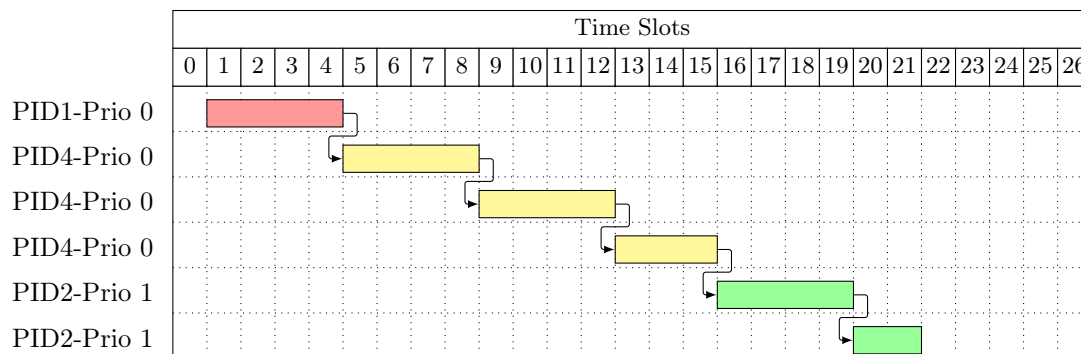 Time Slots
0 1 2 3 4 5 6 7 8 9 10 11 12 13 14 15 16 17 18 19 20 21 22 23 24 25 26
PID1-Prio 0
PID4-Prio 0
PID4-Prio 0
PID4-Prio 0
PID2-Prio 1
PID2-Prio 1